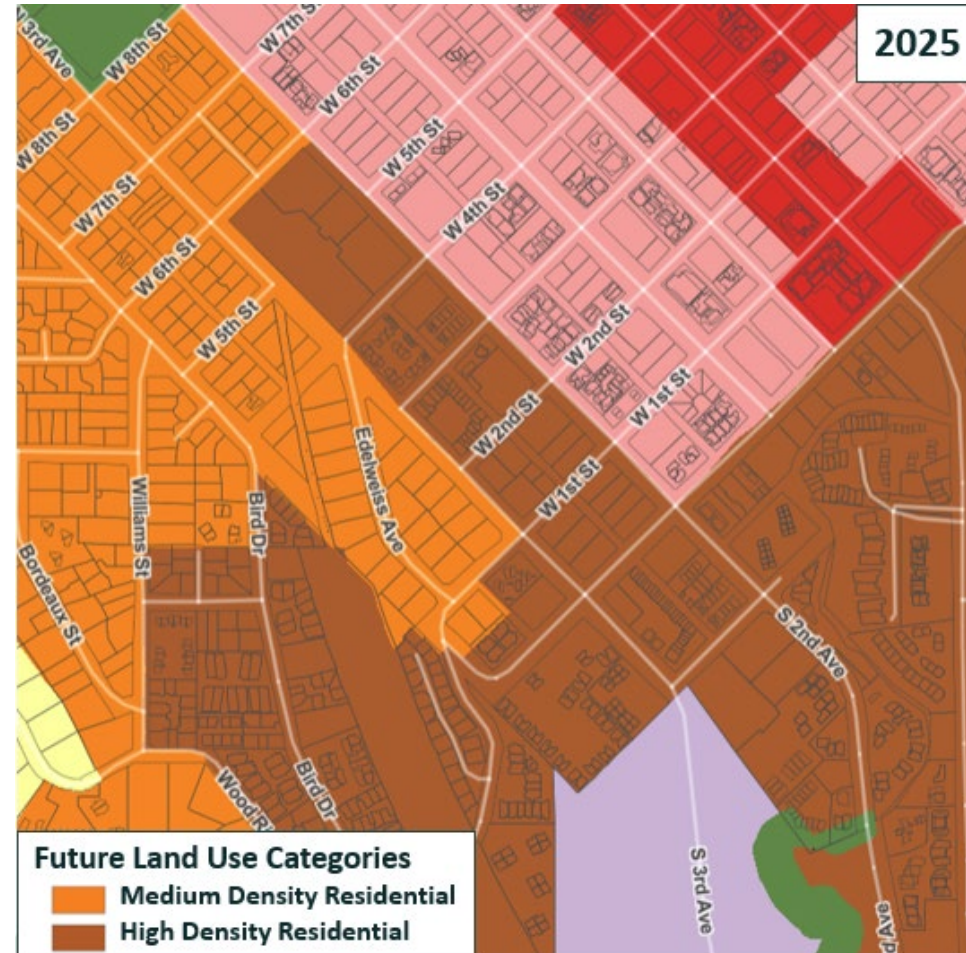 2025
N 3rd Ave
W 8th St
W 7th St
W 6th St
W 8th St
W 5th St
W 7th St
W 4th St
W 6th St
W 5th St
W 2nd St
W 1st St
W 2nd St
Edelweiss Ave
W 1st St
Williams St
Bird Dr
Bordeaux St
S 2nd Ave
Bird Dr
Wood Ri
S 3rd Ave
d Ave
Future Land Use Categories
Medium Density Residential
High Density Residential